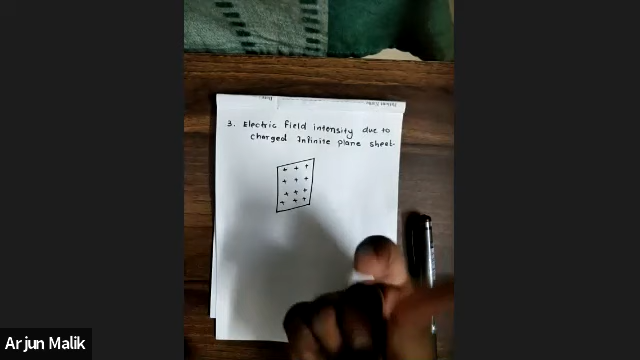 3. Electric Field intensity due to
charged Infinite plane sheet.
Arjun Malik